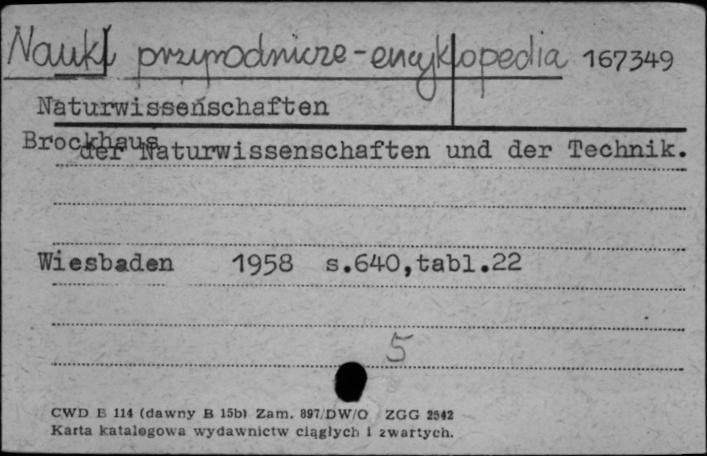 Nauki przyrodnicze-encyklopedia 167349
Naturwissenschaften
Brockhaus
der Naturwissenschaften und der Technik.
Wiesbaden 1958 s.640,tabl.22
5
CWD E 114 (dawny B 15b) Zam. 897/DW/O ZGG 2542
Karta katalogowa wydawnictw ciągłych i zwartych.